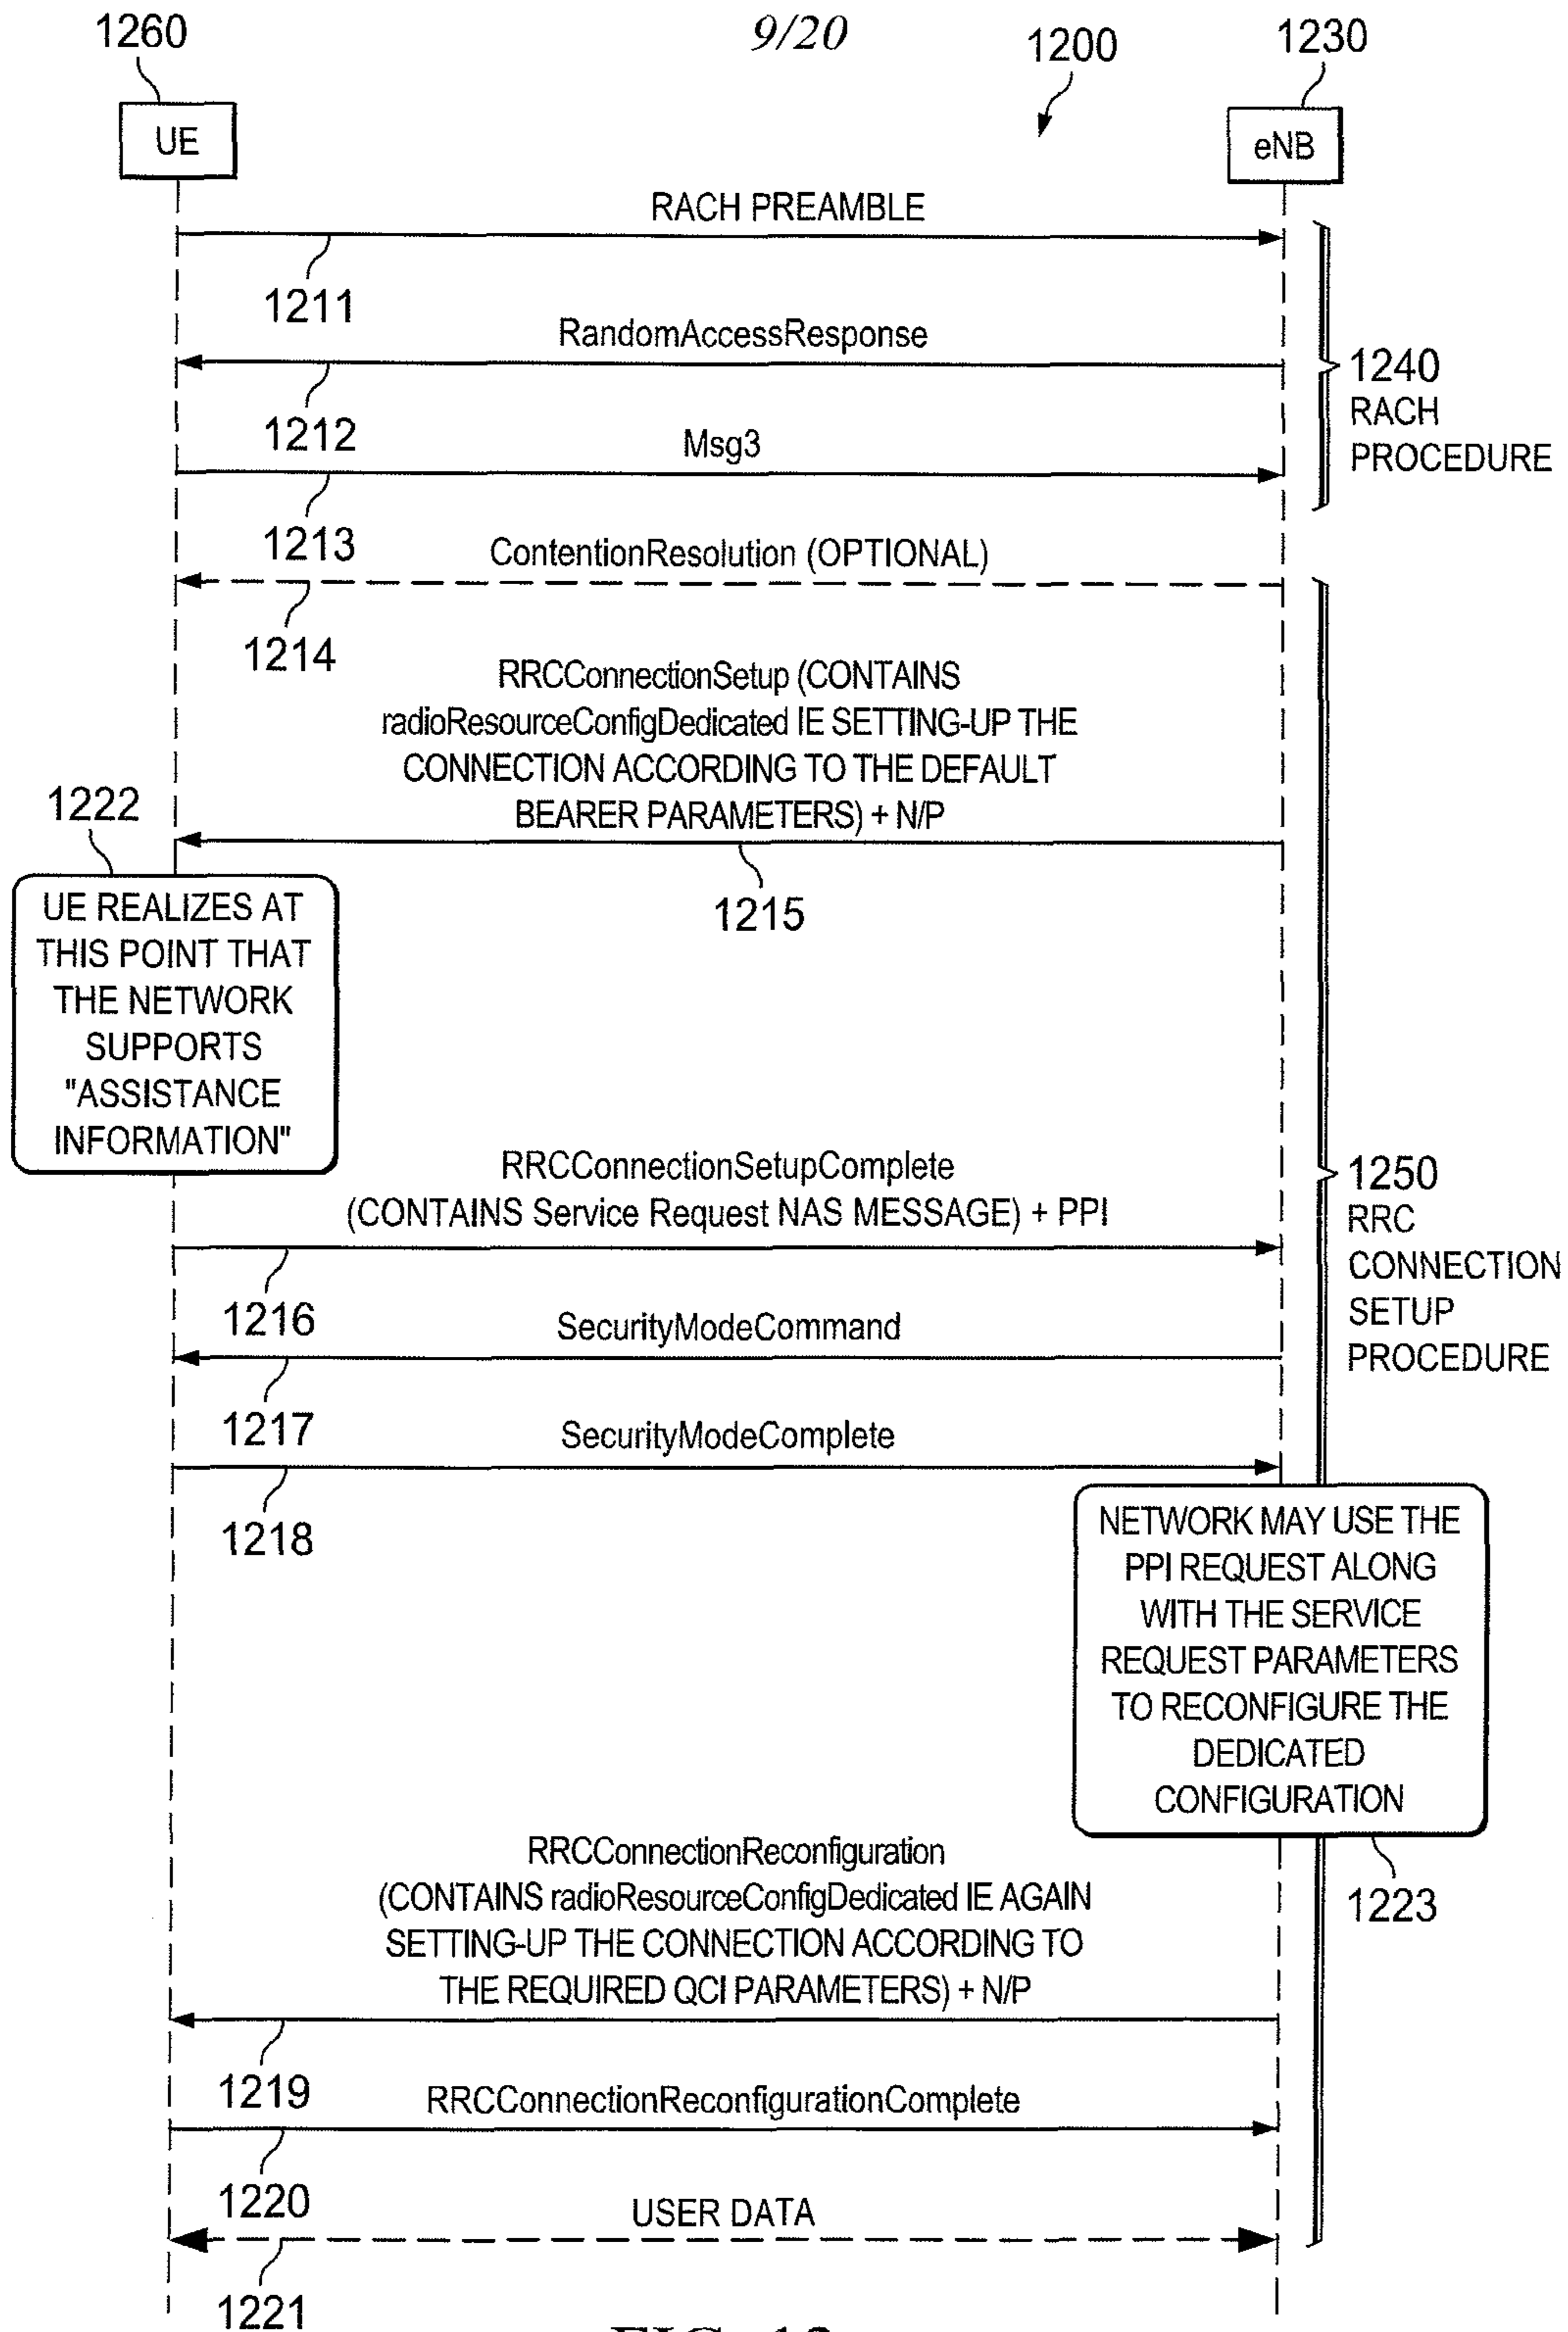 9/20
1260
1200
1230
UE
eNB
RACH PREAMBLE
1211
RandomAccessResponse
1212
1240
RACH
PROCEDURE
Msg3
1213
ContentionResolution (OPTIONAL)
1214
RRCConnectionSetup (CONTAINS
radioResourceConfigDedicated IE SETTING-UP THE
CONNECTION ACCORDING TO THE DEFAULT
BEARER PARAMETERS) + N/P
1215
1222
UE REALIZES AT
THIS POINT THAT
THE NETWORK
SUPPORTS
"ASSISTANCE
INFORMATION"
RRCConnectionSetupComplete
(CONTAINS Service Request NAS MESSAGE) + PPI
1216
1250
RRC
CONNECTION
SETUP
PROCEDURE
SecurityModeCommand
1217
SecurityModeComplete
1218
NETWORK MAY USE THE
PPI REQUEST ALONG
WITH THE SERVICE
REQUEST PARAMETERS
TO RECONFIGURE THE
DEDICATED
CONFIGURATION
1223
RRCConnectionReconfiguration
(CONTAINS radioResourceConfigDedicated IE AGAIN
SETTING-UP THE CONNECTION ACCORDING TO
THE REQUIRED QCI PARAMETERS) + N/P
1219
RRCConnectionReconfigurationComplete
1220
USER DATA
1221